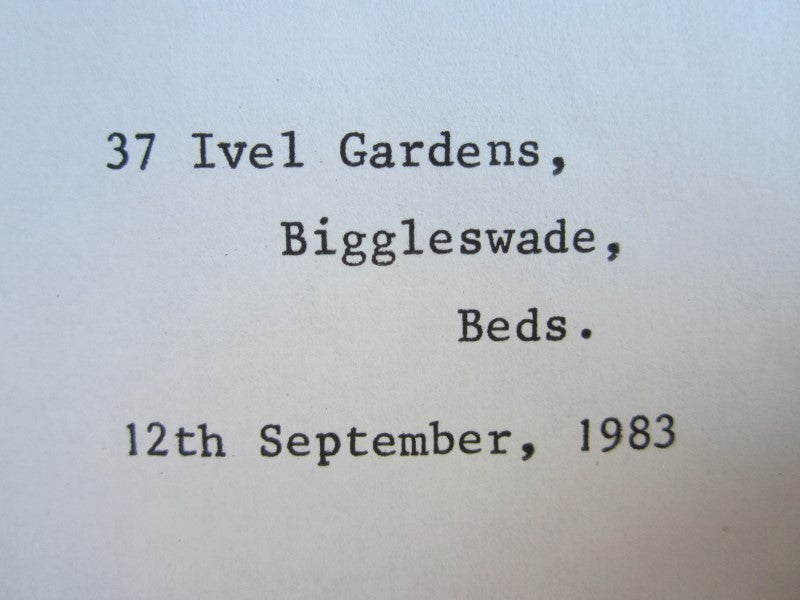 37 Ivel Gardens,
Biggleswade,
Beds.
12th September, 1983